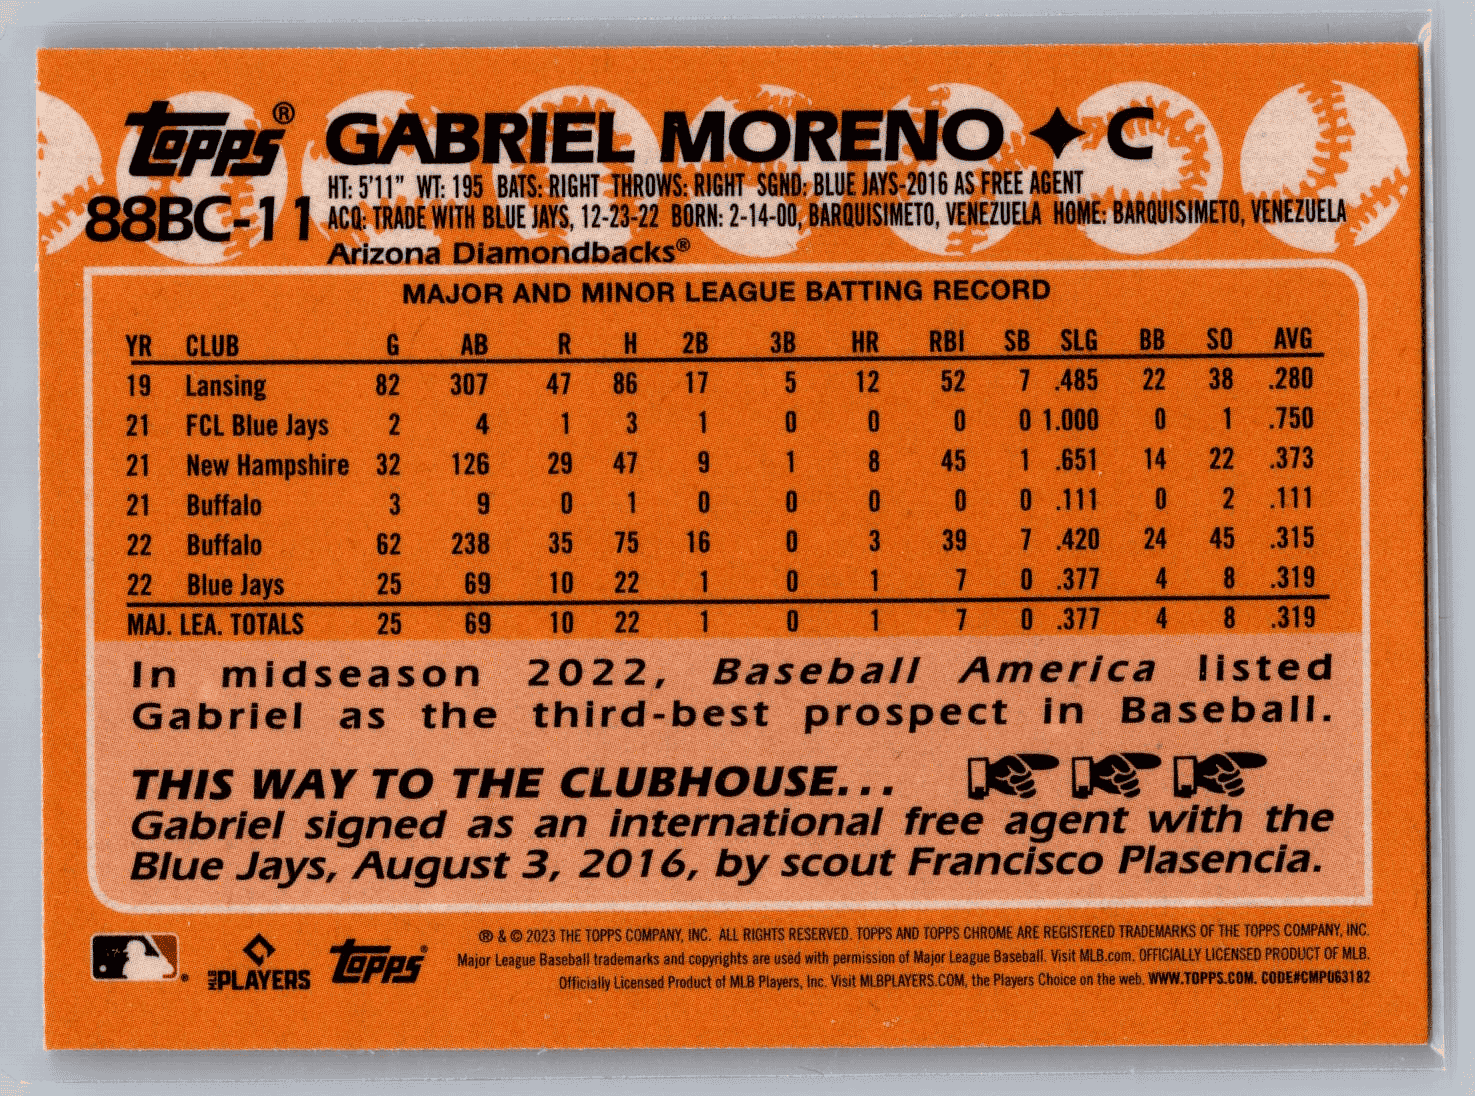 Topps®
GABRIEL MORENO ✦ C
88BC-11
HT: 5'11" WT: 195 BATS: RIGHT THROWS: RIGHT SGND: BLUE JAYS-2016 AS FREE AGENT
ACQ: TRADE WITH BLUE JAYS, 12-23-22 BORN: 2-14-00, BARQUISIMETO, VENEZUELA HOME: BARQUISIMETO, VENEZUELA
Arizona Diamondbacks®
MAJOR AND MINOR LEAGUE BATTING RECORD
YR CLUB G AB R H 2B 3B HR RBI SB SLG BB SO AVG
19 Lansing 82 307 47 86 17 5 12 52 7 .485 22 38 .280
21 FCL Blue Jays 2 4 1 3 1 0 0 0 0 1.000 0 1 .750
21 New Hampshire 32 126 29 47 9 1 8 45 1 .651 14 22 .373
21 Buffalo 3 9 0 1 0 0 0 0 0 .111 0 2 .111
22 Buffalo 62 238 35 75 16 0 3 39 7 .420 24 45 .315
22 Blue Jays 25 69 10 22 1 0 1 7 0 .377 4 8 .319
MAJ. LEA. TOTALS 25 69 10 22 1 0 1 7 0 .377 4 8 .319
In midseason 2022, Baseball America listed
Gabriel as the third-best prospect in Baseball.
THIS WAY TO THE CLUBHOUSE...
Gabriel signed as an international free agent with the
Blue Jays, August 3, 2016, by scout Francisco Plasencia.
® & © 2023 THE TOPPS COMPANY, INC. ALL RIGHTS RESERVED. TOPPS AND TOPPS CHROME ARE REGISTERED TRADEMARKS OF THE TOPPS COMPANY, INC.
Major League Baseball trademarks and copyrights are used with permission of Major League Baseball. Visit MLB.com. OFFICIALLY LICENSED PRODUCT OF MLB.
Officially Licensed Product of MLB Players, Inc. Visit MLBPLAYERS.COM, the Players Choice on the web. WWW.TOPPS.COM. CODE#CMP063182
MLB PLAYERS
Topps®